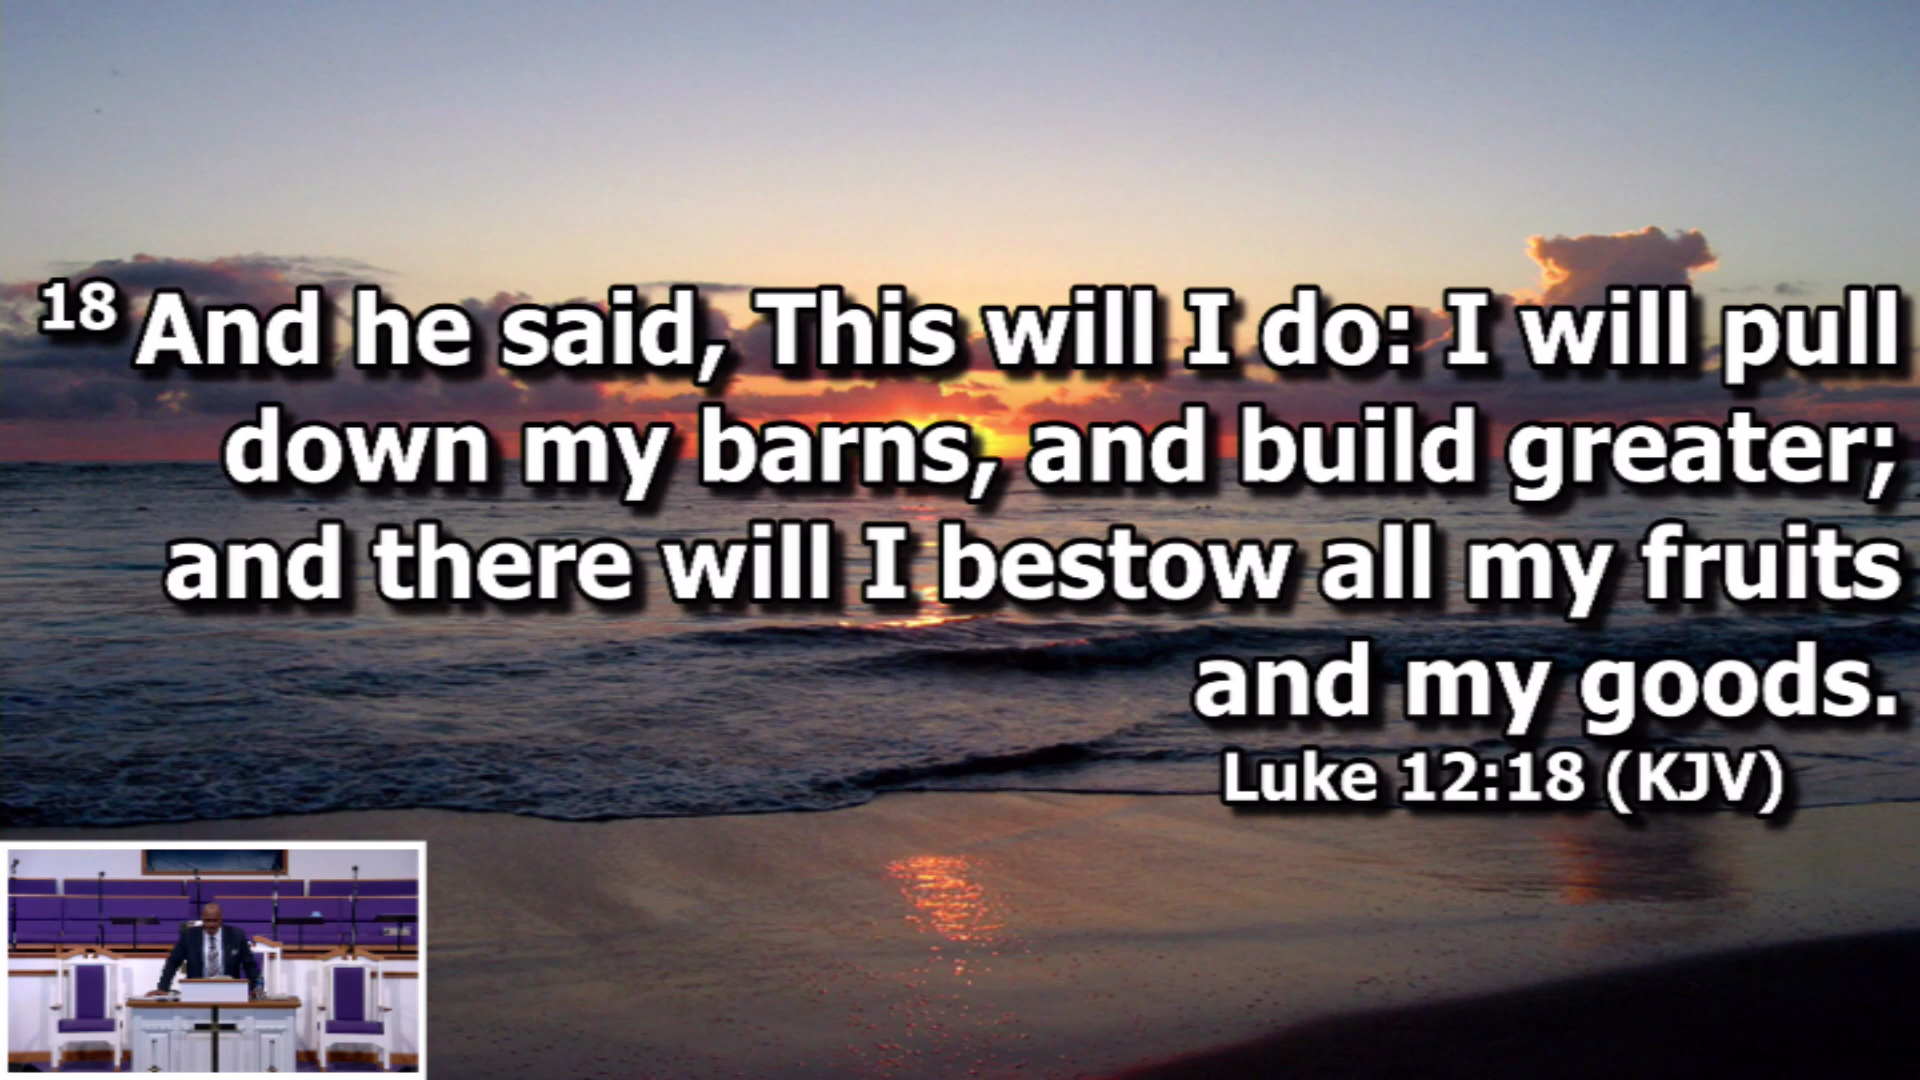 18 And he said, This will I do: I will pull
down my barns, and build greater;
and there will I bestow all my fruits
and my goods.
Luke 12:18 (KJV)